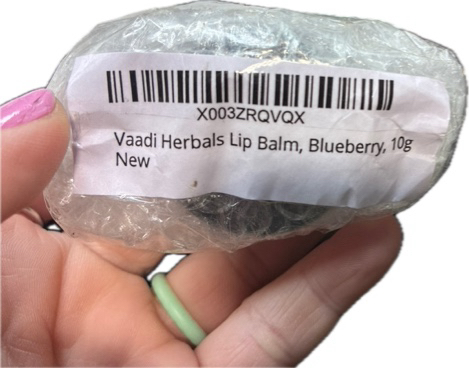 X003ZRQVQX
Vaadi Herbals Lip Balm, Blueberry, 10g
New